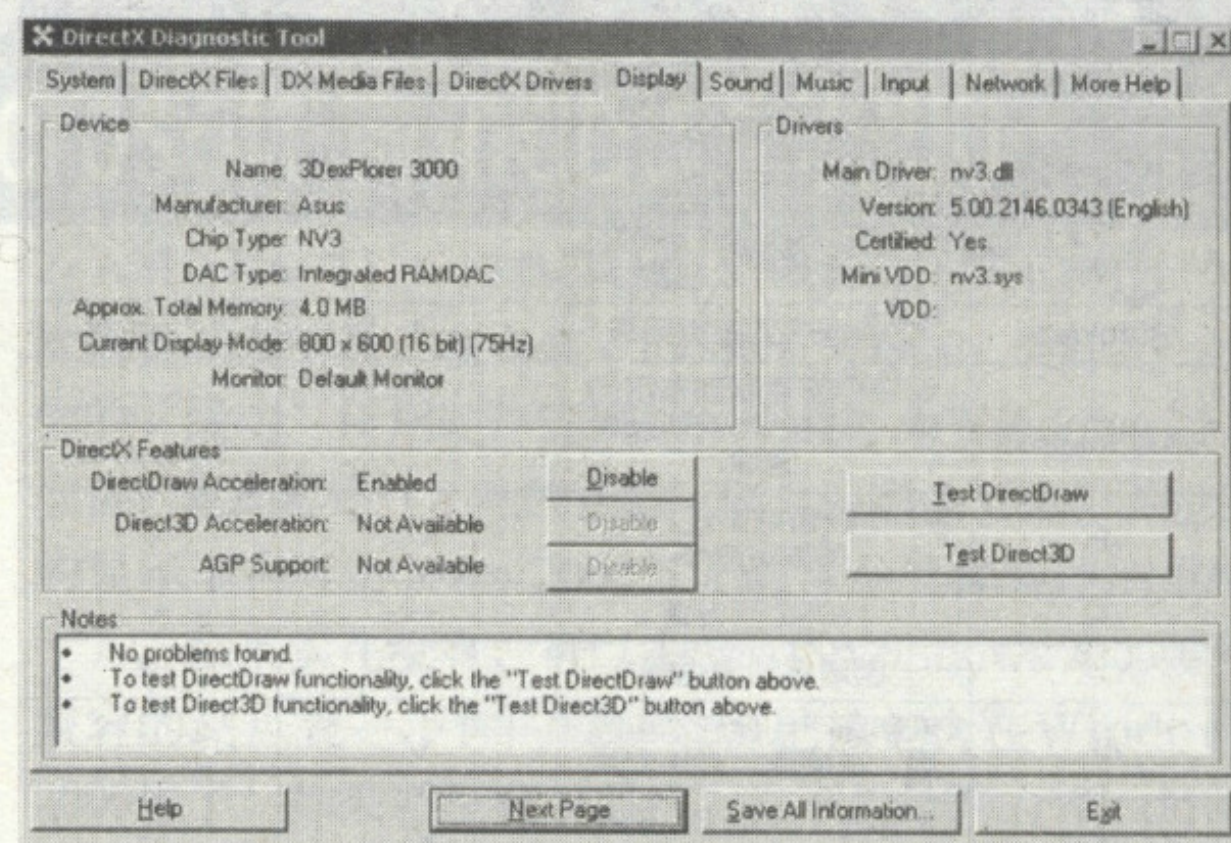 DirectX Diagnostic Tool
System DirectX Files DX Media Files DirectX Drivers Display Sound Music Input Network More Help
Device
Name: 3DexPlorer 3000
Manufacturer: Asus
Chip Type: NV3
DAC Type: Integrated RAMDAC
Approx. Total Memory: 4.0 MB
Current Display Mode: 800 x 600 (16 bit) (75Hz)
Monitor: Default Monitor
Drivers
Main Driver: nv3.dll
Version: 5.00.2146.0343 (English)
Certified: Yes
Mini VDD: nv3.sys
VDD:
DirectX Features
DirectDraw Acceleration: Enabled Disable
Direct3D Acceleration: Not Available Disable
AGP Support: Not Available Disable
Test DirectDraw
Test Direct3D
Notes
• No problems found.
• To test DirectDraw functionality, click the "Test DirectDraw" button above.
• To test Direct3D functionality, click the "Test Direct3D" button above.
Help Next Page Save All Information... Exit